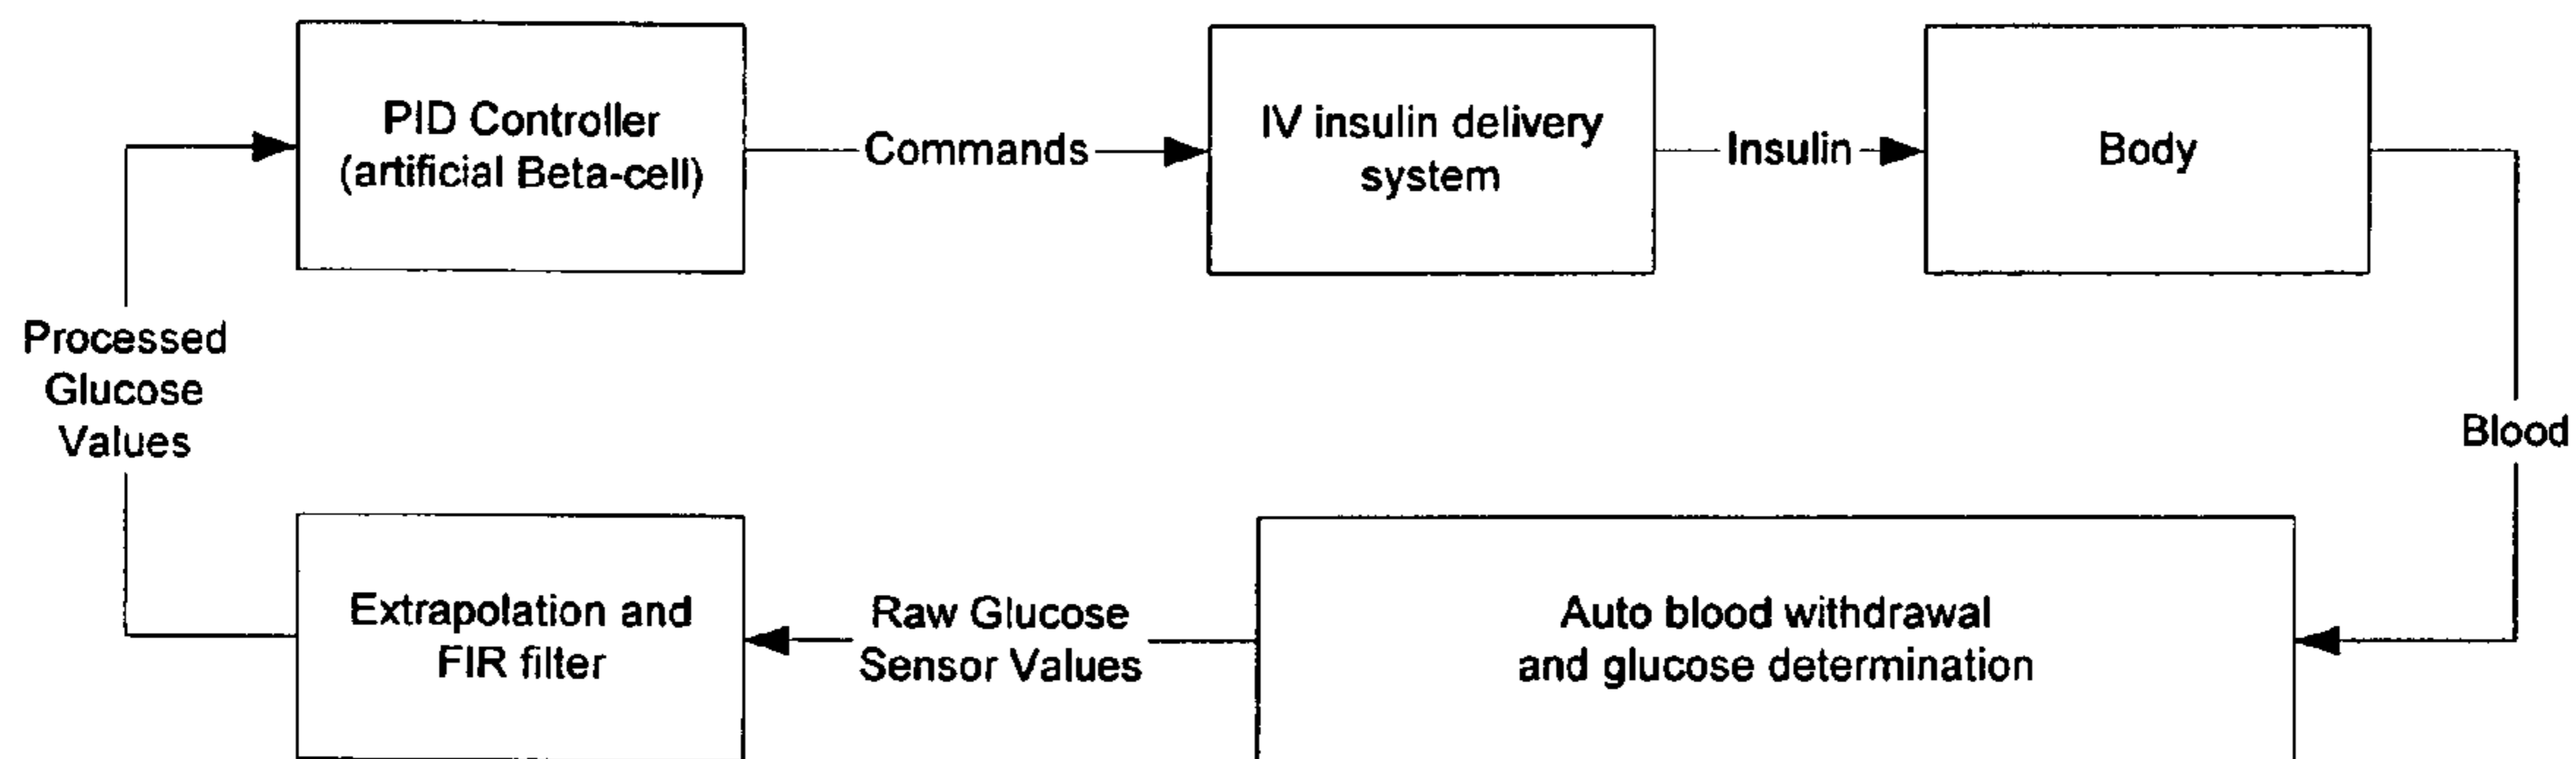 PID Controller
(artificial Beta-cell)
Commands
IV insulin delivery
system
Insulin
Body
Processed
Glucose
Values
Blood
Extrapolation and
FIR filter
Raw Glucose
Sensor Values
Auto blood withdrawal
and glucose determination